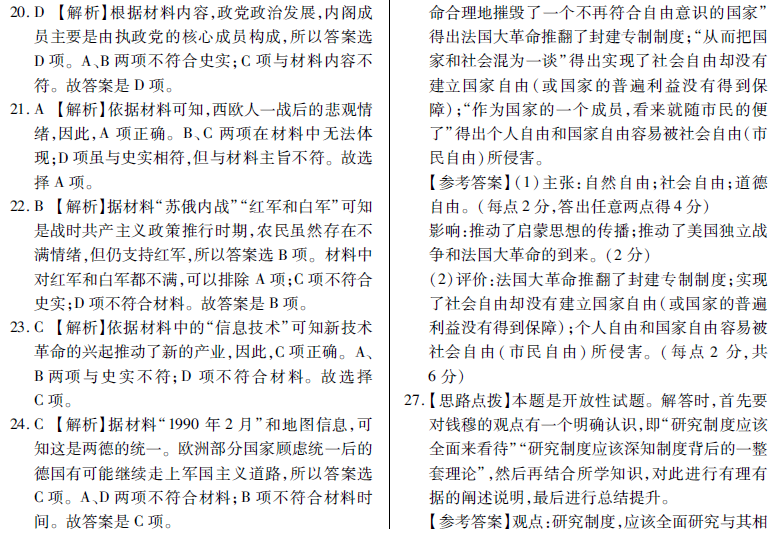 20. D 【解析】根据材料内容,政党政治发展,内阁成
员主要是由执政党的核心成员构成,所以答案选
D 项。A、B 两项不符合史实;C 项与材料内容不
符。故答案是 D 项。
21. A 【解析】依据材料可知,西欧人一战后的悲观情
绪,因此,A 项正确。B、C 两项在材料中无法体
现;D 项虽与史实相符,但与材料主旨不符。故选
择 A 项。
22. B 【解析】据材料“苏俄内战”“红军和白军”可知
是战时共产主义政策推行时期,农民虽然存在不
满情绪,但仍支持红军,所以答案选 B 项。材料中
对红军和白军都不满,可以排除 A 项;C 项不符合
史实;D 项不符合材料。故答案是 B 项。
23. C 【解析】依据材料中的“信息技术”可知新技术
革命的兴起推动了新的产业,因此,C 项正确。A、
B 两项与史实不符;D 项不符合材料。故选择
C 项。
24. C 【解析】据材料“1990 年 2 月”和地图信息,可
知这是两德的统一。欧洲部分国家顾虑统一后的
德国有可能继续走上军国主义道路,所以答案选
C 项。A、D 两项不符合材料;B 项不符合材料时
间。故答案是 C 项。
命合理地摧毁了一个不再符合自由意识的国家”
得出法国大革命推翻了封建专制制度;“从而把国
家和社会混为一谈”得出实现了社会自由却没有
建立国家自由(或国家的普遍利益没有得到保
障);“作为国家的一个成员,看来就随市民的便
了”得出个人自由和国家自由容易被社会自由(市
民自由)所侵害。
【参考答案】(1)主张:自然自由;社会自由;道德
自由。(每点 2 分,答出任意两点得 4 分)
影响:推动了启蒙思想的传播;推动了美国独立战
争和法国大革命的到来。(2 分)
(2)评价:法国大革命推翻了封建专制制度;实现
了社会自由却没有建立国家自由(或国家的普遍
利益没有得到保障);个人自由和国家自由容易被
社会自由(市民自由)所侵害。(每点 2 分,共
6 分)
27. 【思路点拨】本题是开放性试题。解答时,首先要
对钱穆的观点有一个明确认识,即“研究制度应该
全面来看待”“研究制度应该深知制度背后的一整
套理论”,然后再结合所学知识,对此进行有理有
据的阐述说明,最后进行总结提升。
【参考答案】观点:研究制度,应该全面研究与其相